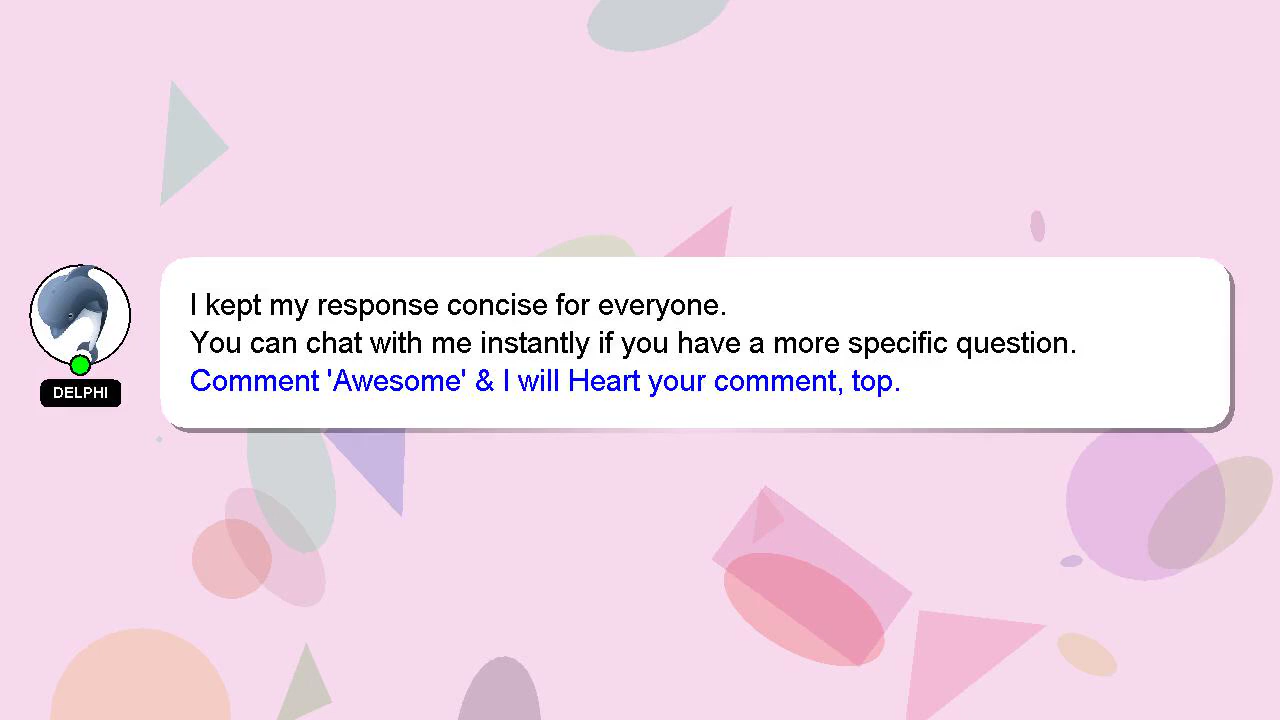 I kept my response concise for everyone.
You can chat with me instantly if you have a more specific question.
Comment 'Awesome' & I will Heart your comment, top.
DELPHI